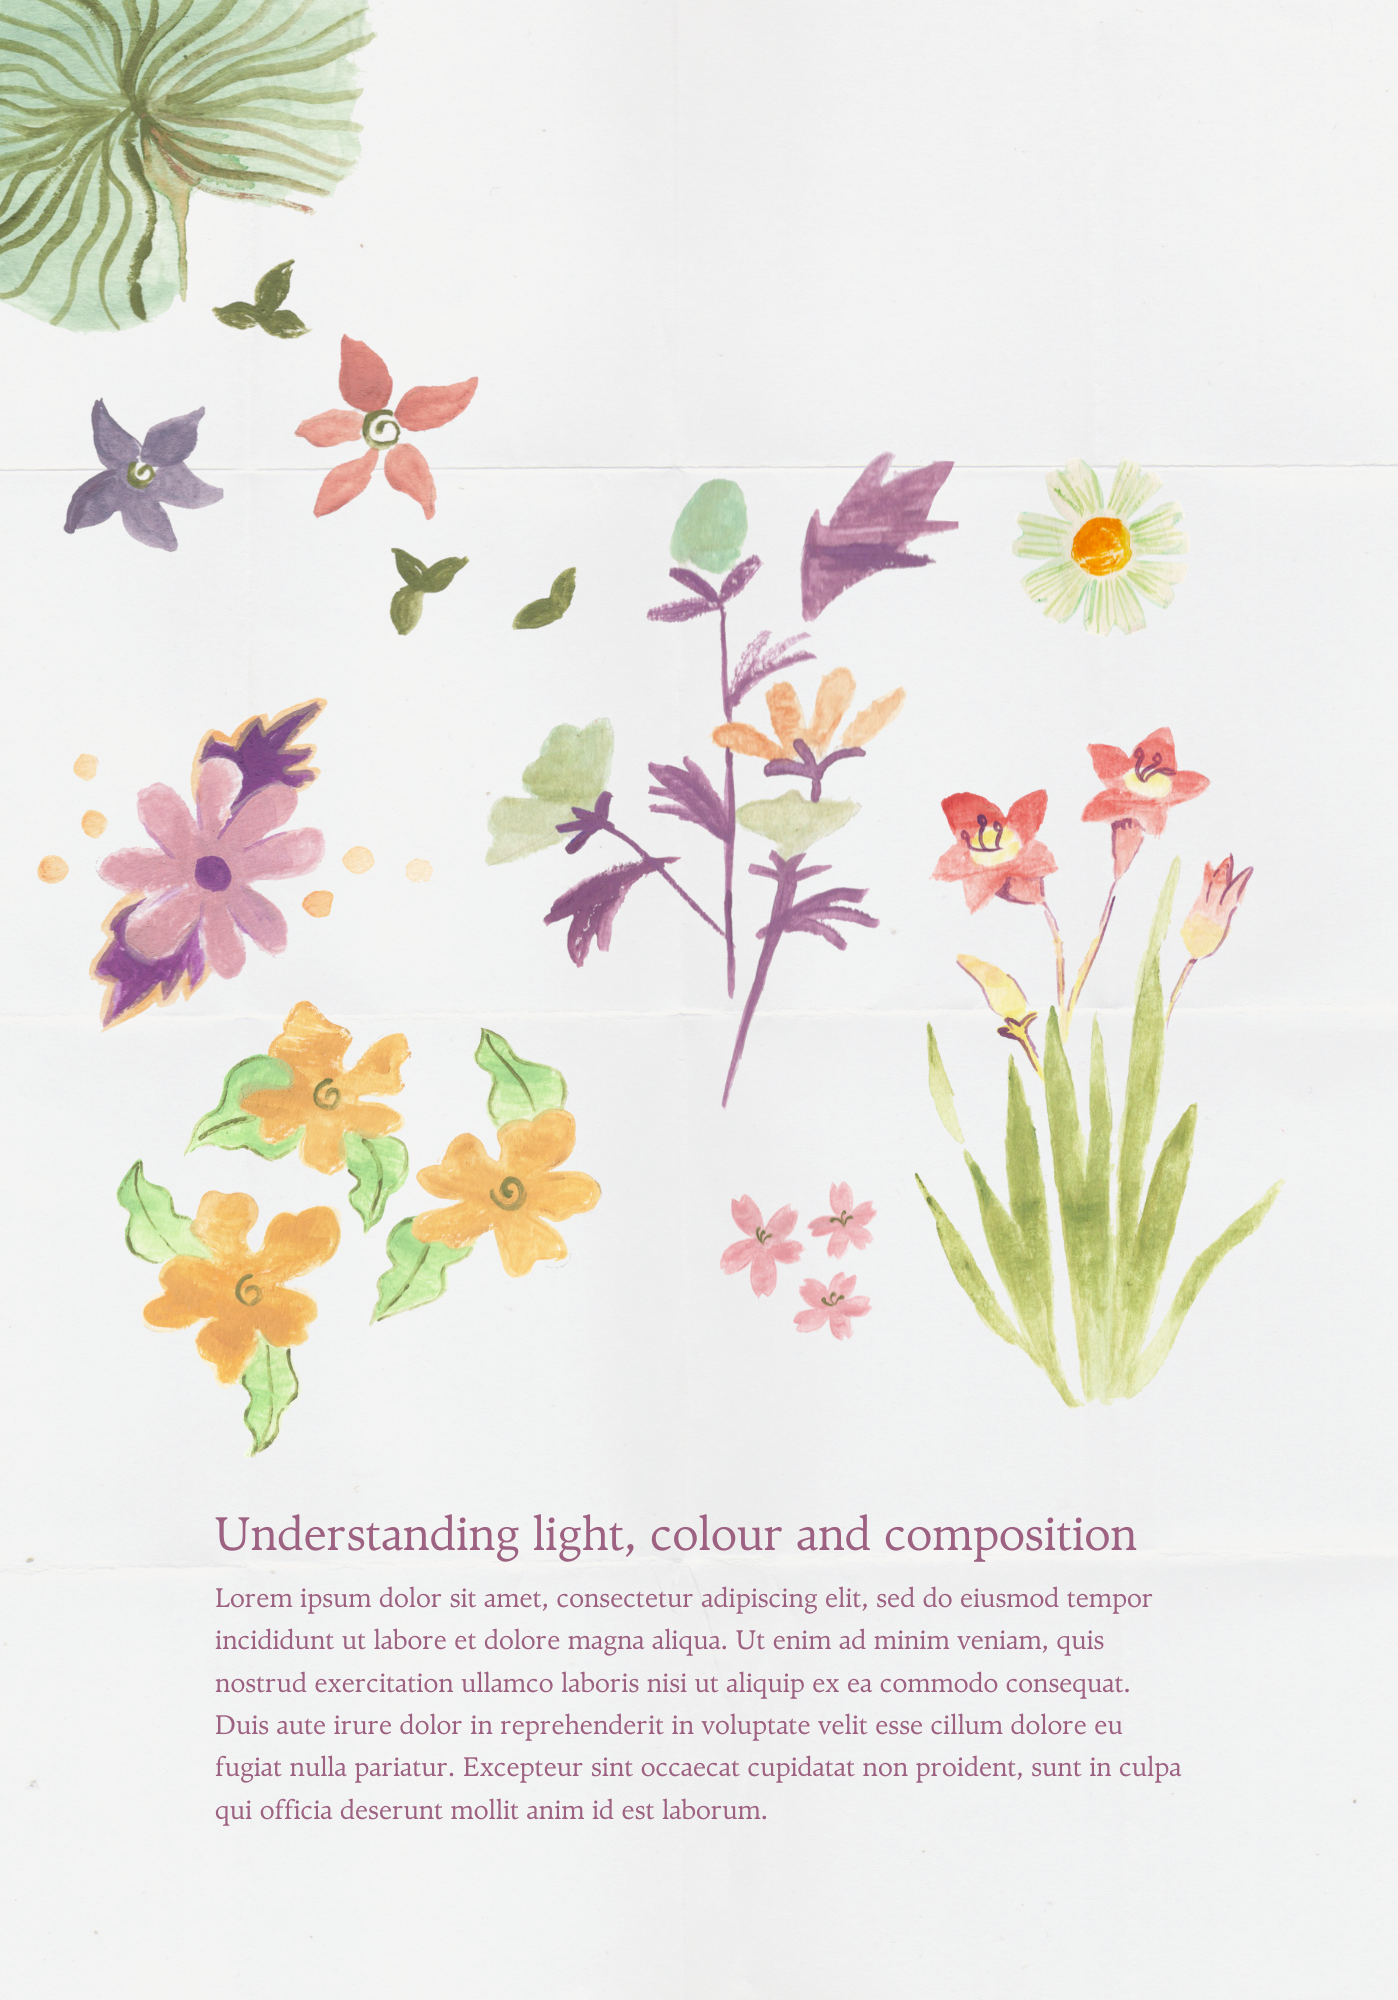 Understanding light, colour and composition
Lorem ipsum dolor sit amet, consectetur adipiscing elit, sed do eiusmod tempor
incididunt ut labore et dolore magna aliqua. Ut enim ad minim veniam, quis
nostrud exercitation ullamco laboris nisi ut aliquip ex ea commodo consequat.
Duis aute irure dolor in reprehenderit in voluptate velit esse cillum dolore eu
fugiat nulla pariatur. Excepteur sint occaecat cupidatat non proident, sunt in culpa
qui officia deserunt mollit anim id est laborum.